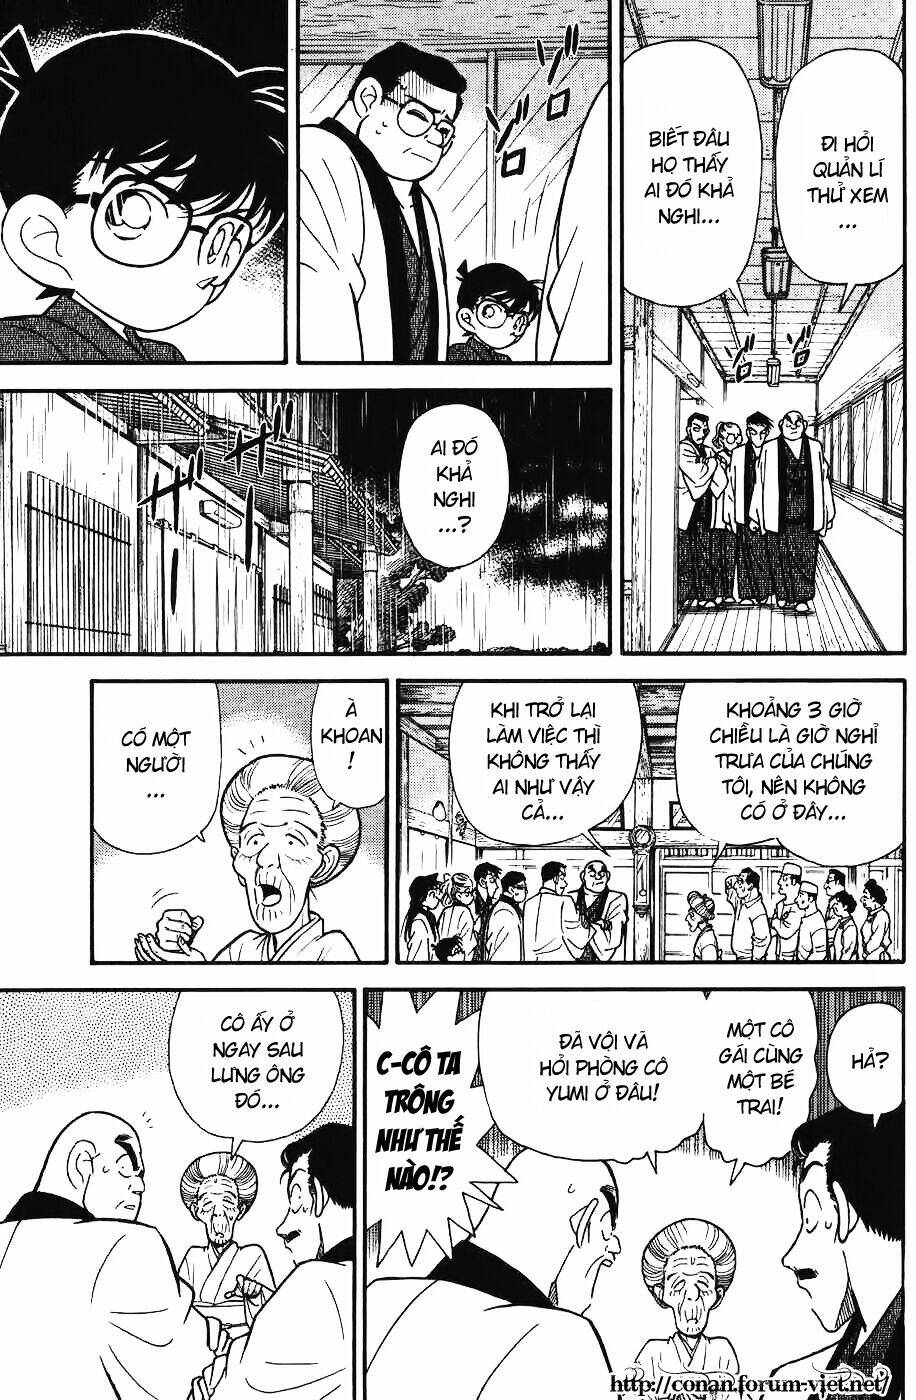 ĐI HỎI
QUẢN LÍ
THỬ XEM
...
BIẾT ĐÂU
HỌ THẤY
AI ĐÓ KHẢ
NGHI...
AI ĐÓ
KHẢ
NGHI
...?
KHOẢNG 3 GIỜ
CHIỀU LÀ GIỜ NGHỈ
TRƯA CỦA CHÚNG
TÔI, NÊN KHÔNG
CÓ Ở ĐÂY...
KHI TRỞ LẠI
LÀM VIỆC THÌ
KHÔNG THẤY
AI NHƯ VẬY
CẢ...
À
KHOAN
!
CÓ MỘT
NGƯỜI
...
HẢ?
MỘT CÔ
GÁI CÙNG
MỘT BÉ
TRAI!
ĐÃ VỘI VÃ
HỎI PHÒNG CÔ
YUMI Ở ĐÂU!
C-CÔ TA
TRÔNG
NHƯ THẾ
NÀO!?
CÔ ẤY Ở
NGAY SAU
LƯNG ÔNG
ĐÓ...
http://conan.forum-viet.net/